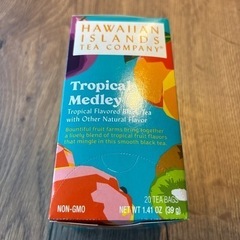 HAWAIIAN
ISLANDS
TEA COMPANY®
Tropical
Medley
Tropical Flavored Black Tea
with Other Natural Flavor
Bountiful fruit farms bring together
a lively blend of tropical fruit flavors
that mingle in this smooth black tea.
20 TEA BAGS
NON-GMO
NET WT 1.41 OZ (39 g)